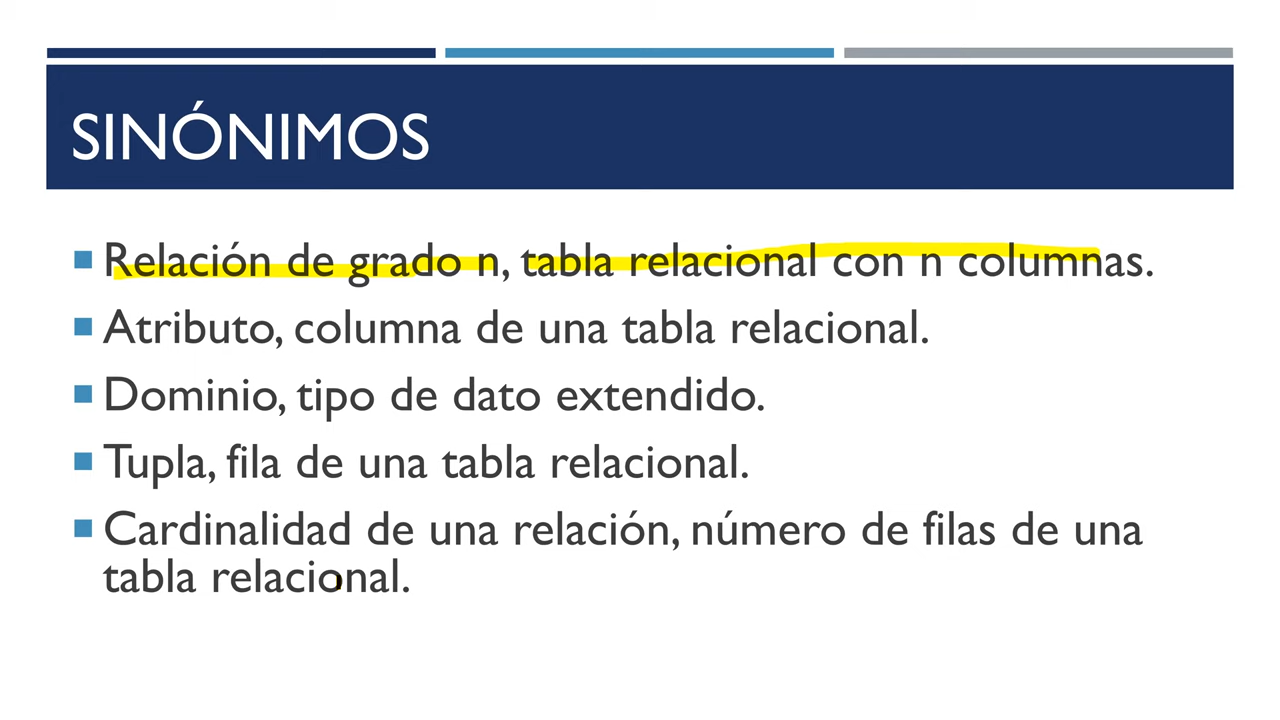 SINÓNIMOS
Relación de grado n, tabla relacional con n columnas.
Atributo, columna de una tabla relacional.
Dominio, tipo de dato extendido.
Tupla, fila de una tabla relacional.
Cardinalidad de una relación, número de filas de una
tabla relacional.